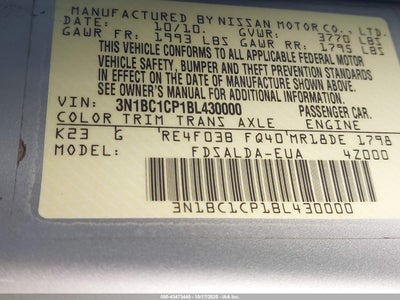 MANUFACTURED BY NISSAN MOTOR CO., LTD.
DATE: 10/10. GVWR: 3770 LBS
GAWR FR: 1993 LBS GAWR RR: 1795 LBS
THIS VEHICLE CONFORMS TO ALL APPLICABLE FEDERAL MOTOR
VEHICLE SAFETY, BUMPER AND THEFT PREVENTION STANDARDS
IN EFFECT ON THE DATE OF MANUFACTURE SHOWN ABOVE.
SEE OWNER'S MANUAL FOR ADDITIONAL INFORMATION.
VIN: 3N1BC1CP1BL430000 PASSENGER CAR
COLOR TRIM TRANS AXLE ENGINE
K23 G RE4F03B FQ40 MR18DE 1798
MODEL: FDSALDA-EUA 4Z000
3N1BC1CP1BL430000